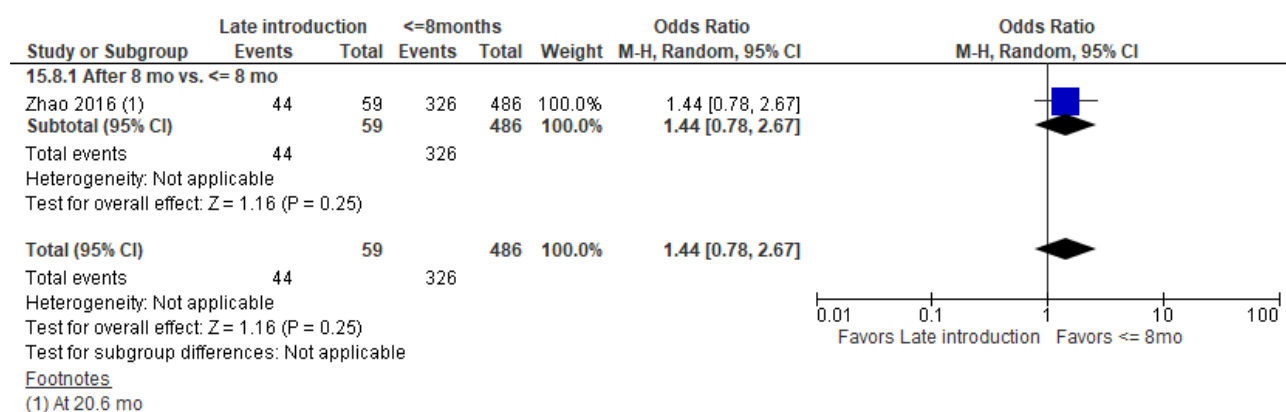 Late introduction <=8months Odds Ratio Odds Ratio
Study or Subgroup Events Total Events Total Weight M-H, Random, 95% CI M-H, Random, 95% CI
15.8.1 After 8 mo vs. <= 8 mo
Zhao 2016 (1) 44 59 326 486 100.0% 1.44 [0.78, 2.67]
Subtotal (95% CI) 59 486 100.0% 1.44 [0.78, 2.67]
Total events 44 326
Heterogeneity: Not applicable
Test for overall effect: Z = 1.16 (P = 0.25)
Total (95% CI) 59 486 100.0% 1.44 [0.78, 2.67]
Total events 44 326
Heterogeneity: Not applicable
Test for overall effect: Z = 1.16 (P = 0.25)
Test for subgroup differences: Not applicable
0.01 0.1 1 10 100
Favors Late introduction Favors <= 8mo
Footnotes
(1) At 20.6 mo